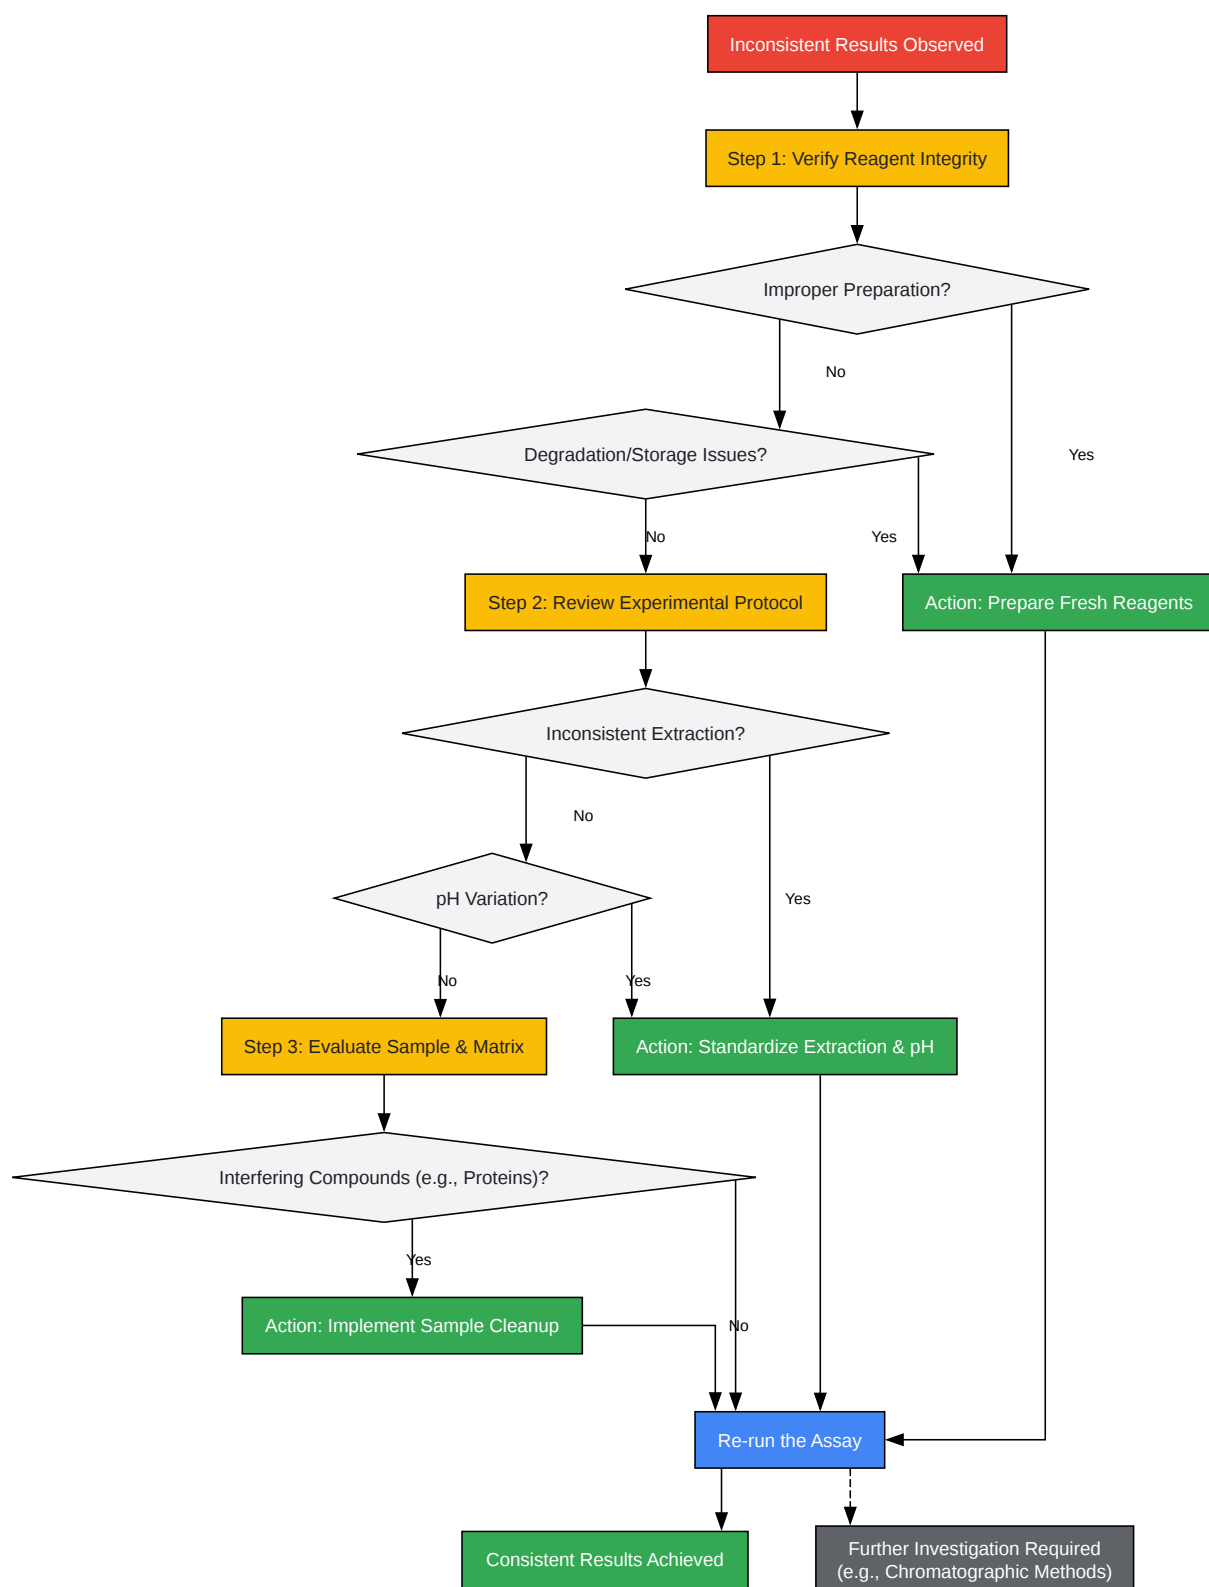 Inconsistent Results Observed
Step 1: Verify Reagent Integrity
Improper Preparation?
No
Degradation/Storage Issues?
Yes
No
Yes
Step 2: Review Experimental Protocol
Action: Prepare Fresh Reagents
Inconsistent Extraction?
No
pH Variation?
Yes
No
Yes
Step 3: Evaluate Sample & Matrix
Action: Standardize Extraction & pH
Interfering Compounds (e.g., Proteins)?
Yes
Action: Implement Sample Cleanup
No
Re-run the Assay
Consistent Results Achieved
Further Investigation Required
(e.g., Chromatographic Methods)